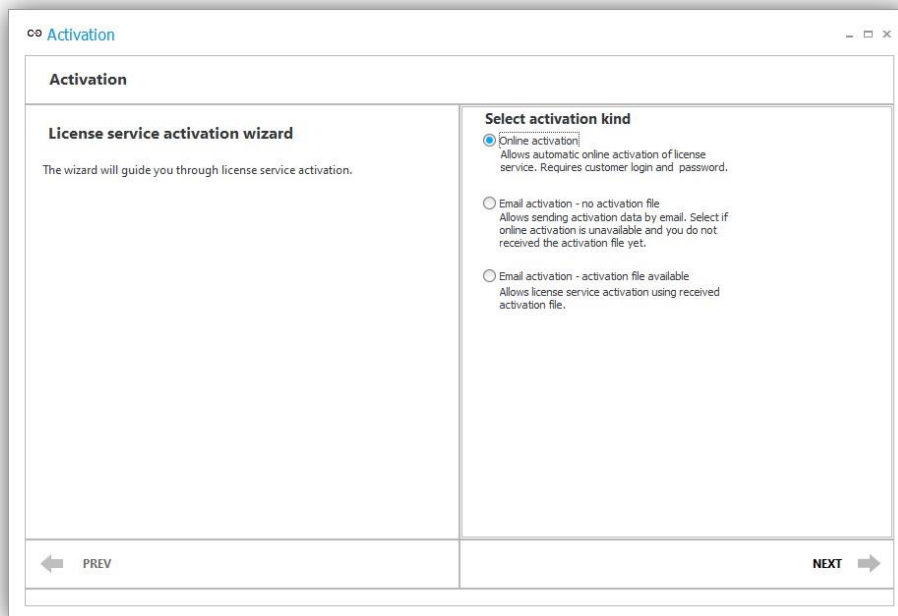 Activation
Activation
License service activation wizard
The wizard will guide you through license service activation.
Select activation kind
Online activation
Allows automatic online activation of license
service. Requires customer login and password.
Email activation - no activation file
Allows sending activation data by email. Select if
online activation is unavailable and you do not
received the activation file yet.
Email activation - activation file available
Allows license service activation using received
activation file.
PREV
NEXT